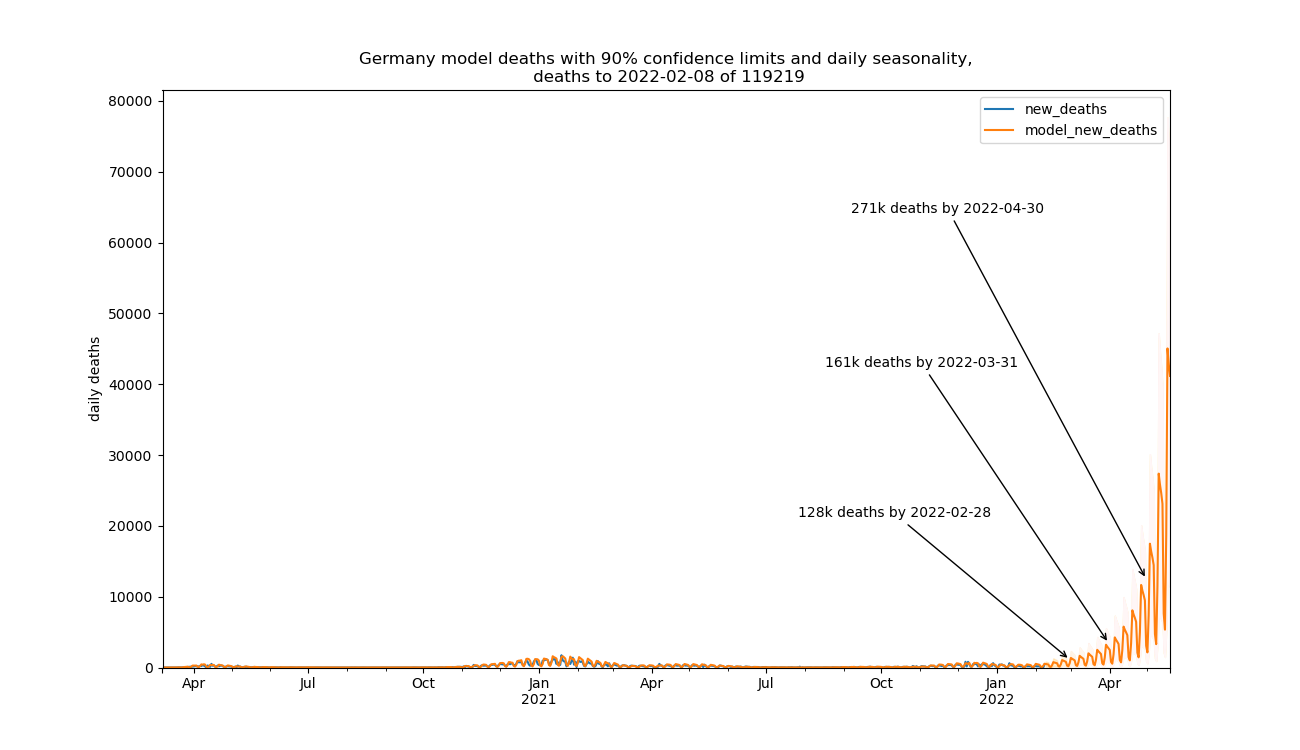 Germany model deaths with 90% confidence limits and daily seasonality,
deaths to 2022-02-08 of 119219
new_deaths
model_new_deaths
80000
70000
60000
50000
40000
30000
20000
10000
0
daily deaths
271k deaths by 2022-04-30
161k deaths by 2022-03-31
128k deaths by 2022-02-28
Apr
Jul
Oct
Jan
2021
Apr
Jul
Oct
Jan
2022
Apr